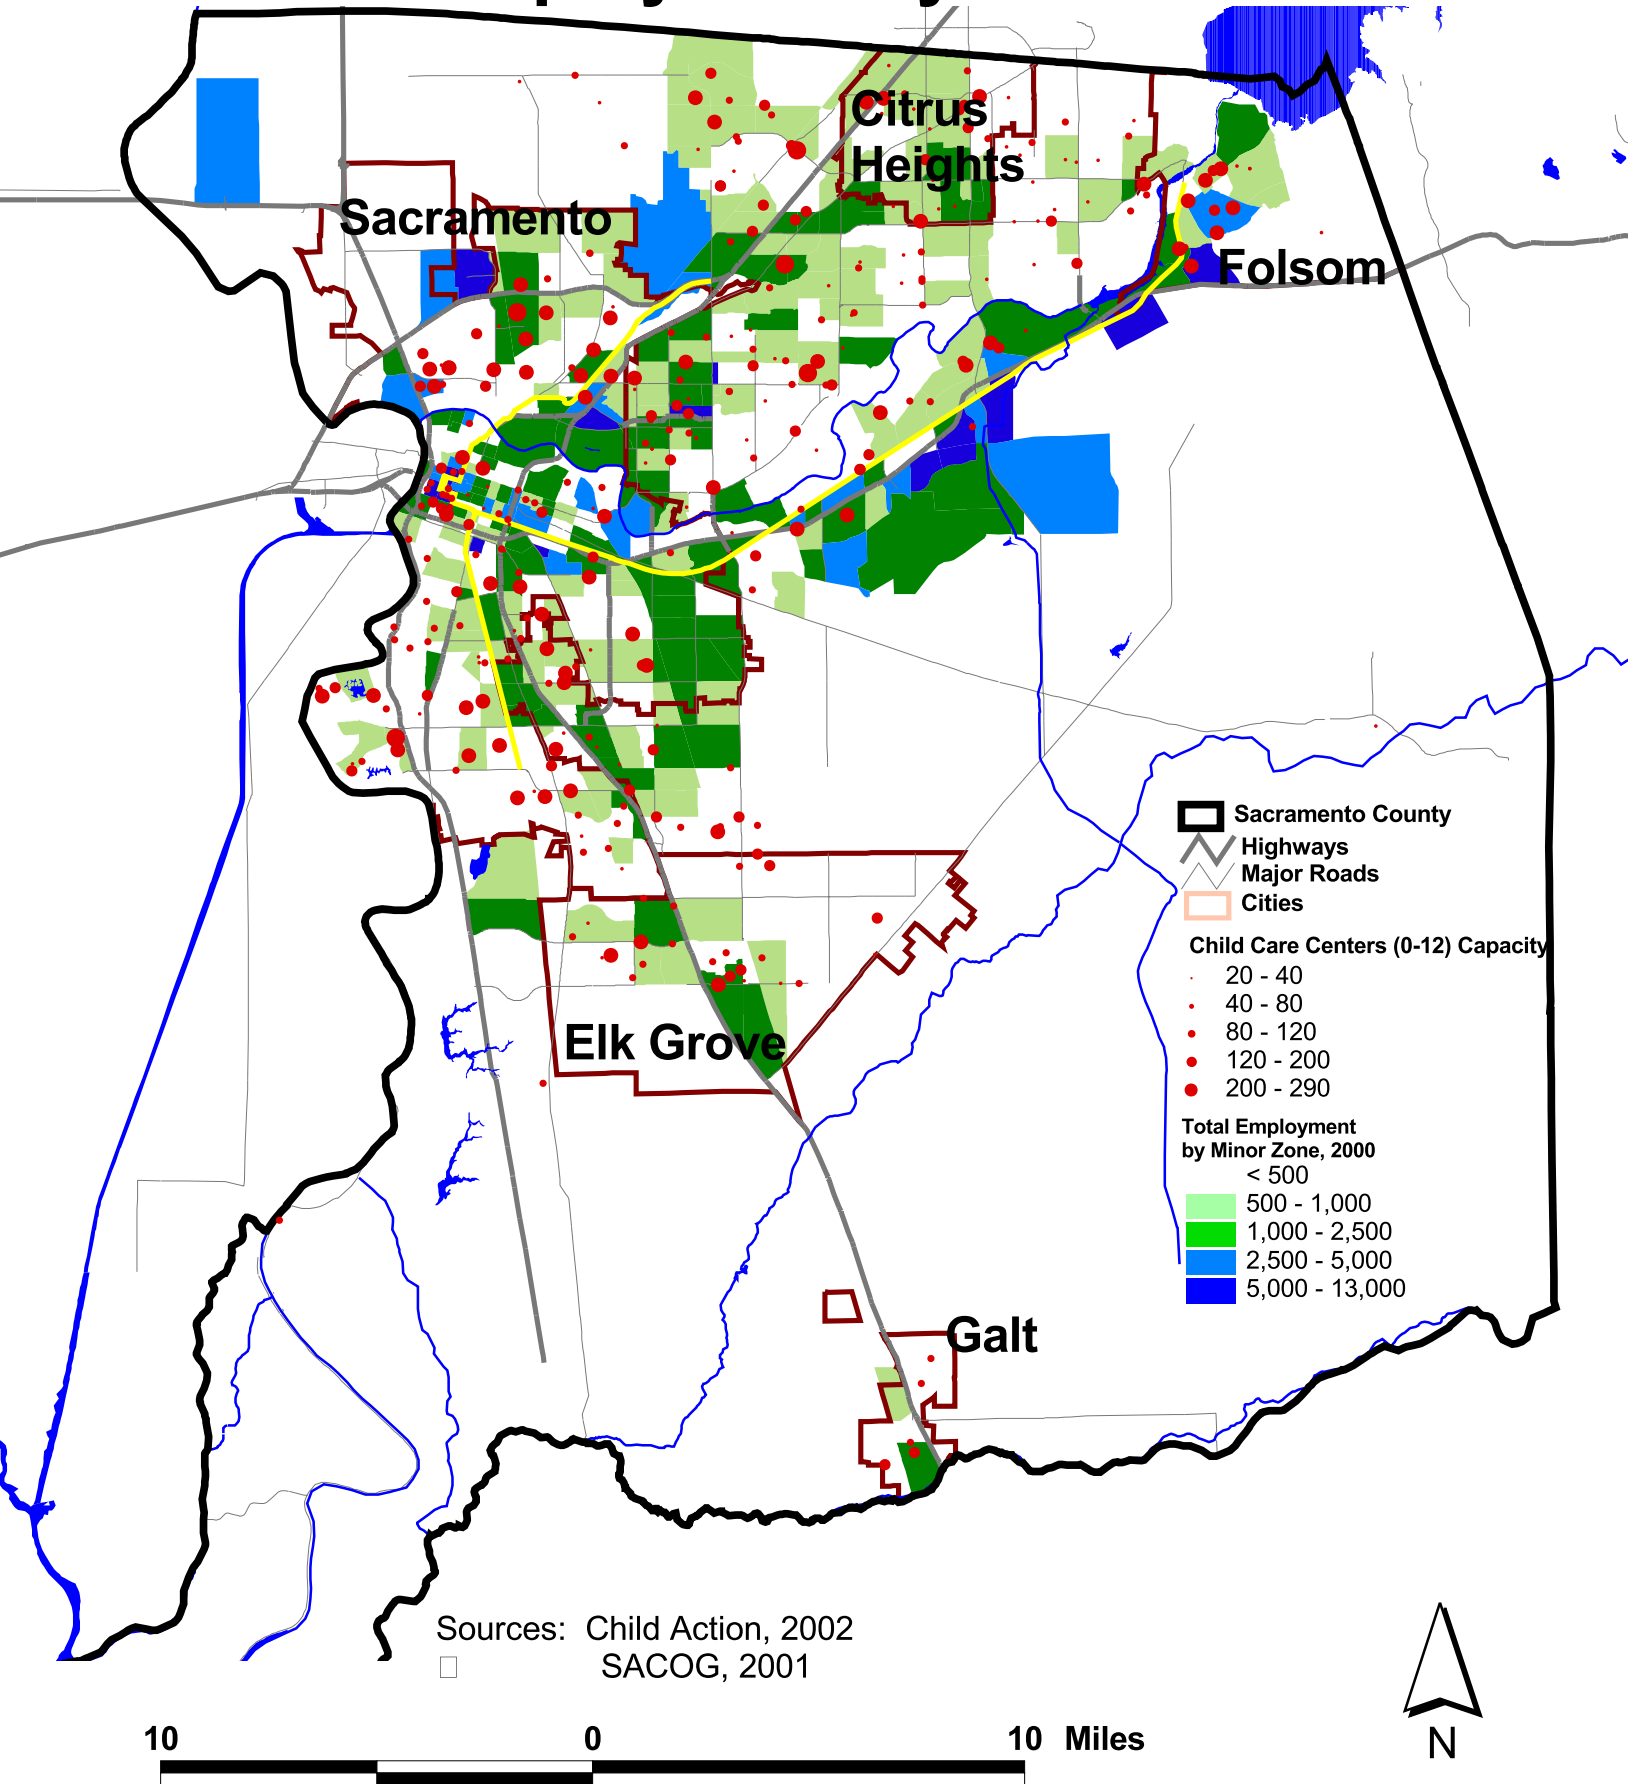 Citrus
Heights
Sacramento
Folsom
Sacramento County
Highways
Major Roads
Cities
Child Care Centers (0-12) Capacity
20 - 40
40 - 80
80 - 120
120 - 200
200 - 290
Elk Grove
Total Employment
by Minor Zone, 2000
< 500
500 - 1,000
1,000 - 2,500
2,500 - 5,000
5,000 - 13,000
Galt
Sources: Child Action, 2002
SACOG, 2001
10 0 10 Miles
N